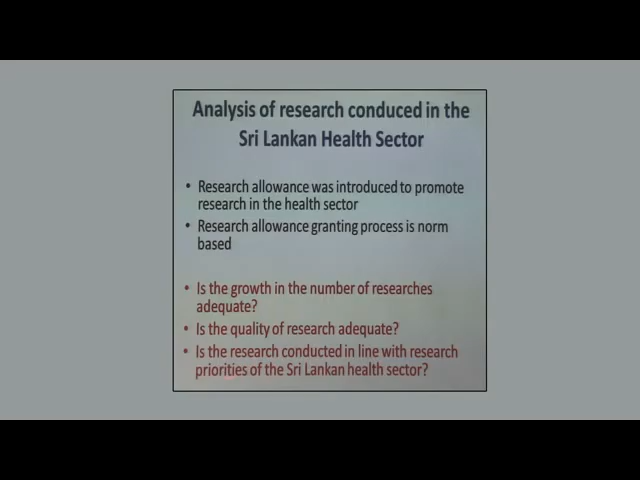 Analysis of research conduced in the
Sri Lankan Health Sector
• Research allowance was introduced to promote
research in the health sector
• Research allowance granting process is norm
based
• Is the growth in the number of researches
adequate?
• Is the quality of research adequate?
• Is the research conducted in line with research
priorities of the Sri Lankan health sector?